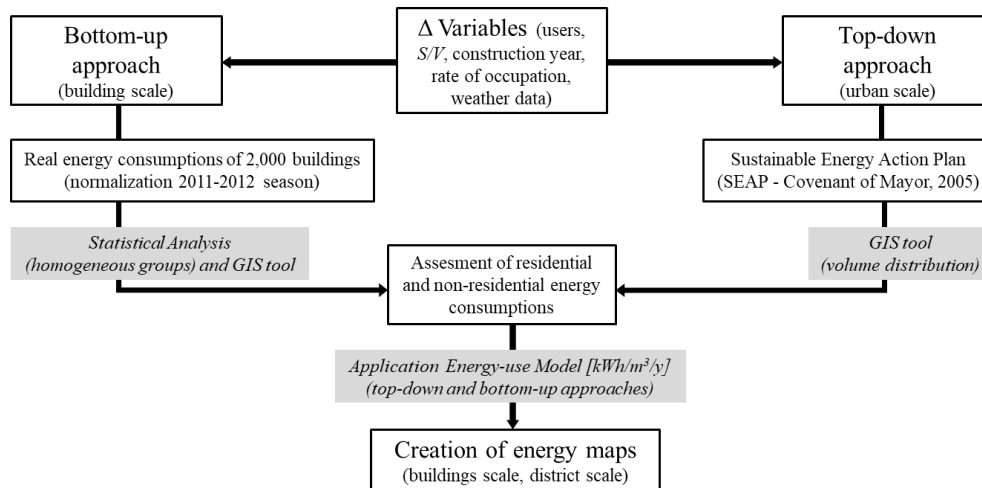 Bottom-up
approach
(building scale)
Δ Variables (users,
S/V, construction year,
rate of occupation,
weather data)
Top-down
approach
(urban scale)
Real energy consumptions of 2,000 buildings
(normalization 2011-2012 season)
Sustainable Energy Action Plan
(SEAP - Covenant of Mayor, 2005)
Statistical Analysis
(homogeneous groups) and GIS tool
GIS tool
(volume distribution)
Assesment of residential
and non-residential energy
consumptions
Application Energy-use Model [kWh/m³/y]
(top-down and bottom-up approaches)
Creation of energy maps
(buildings scale, district scale)